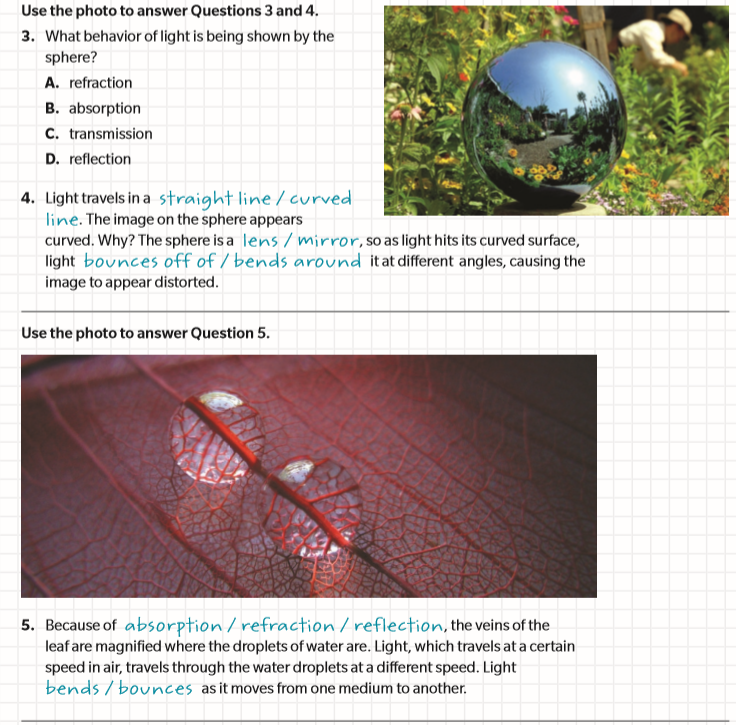 Use the photo to answer Questions 3 and 4.
3. What behavior of light is being shown by the
sphere?
A. refraction
B. absorption
C. transmission
D. reflection
4. Light travels in a straight line / curved
line. The image on the sphere appears
curved. Why? The sphere is a lens / mirror, so as light hits its curved surface,
light bounces off of / bends around it at different angles, causing the
image to appear distorted.
Use the photo to answer Question 5.
5. Because of absorption / refraction / reflection, the veins of the
leaf are magnified where the droplets of water are. Light, which travels at a certain
speed in air, travels through the water droplets at a different speed. Light
bends / bounces as it moves from one medium to another.